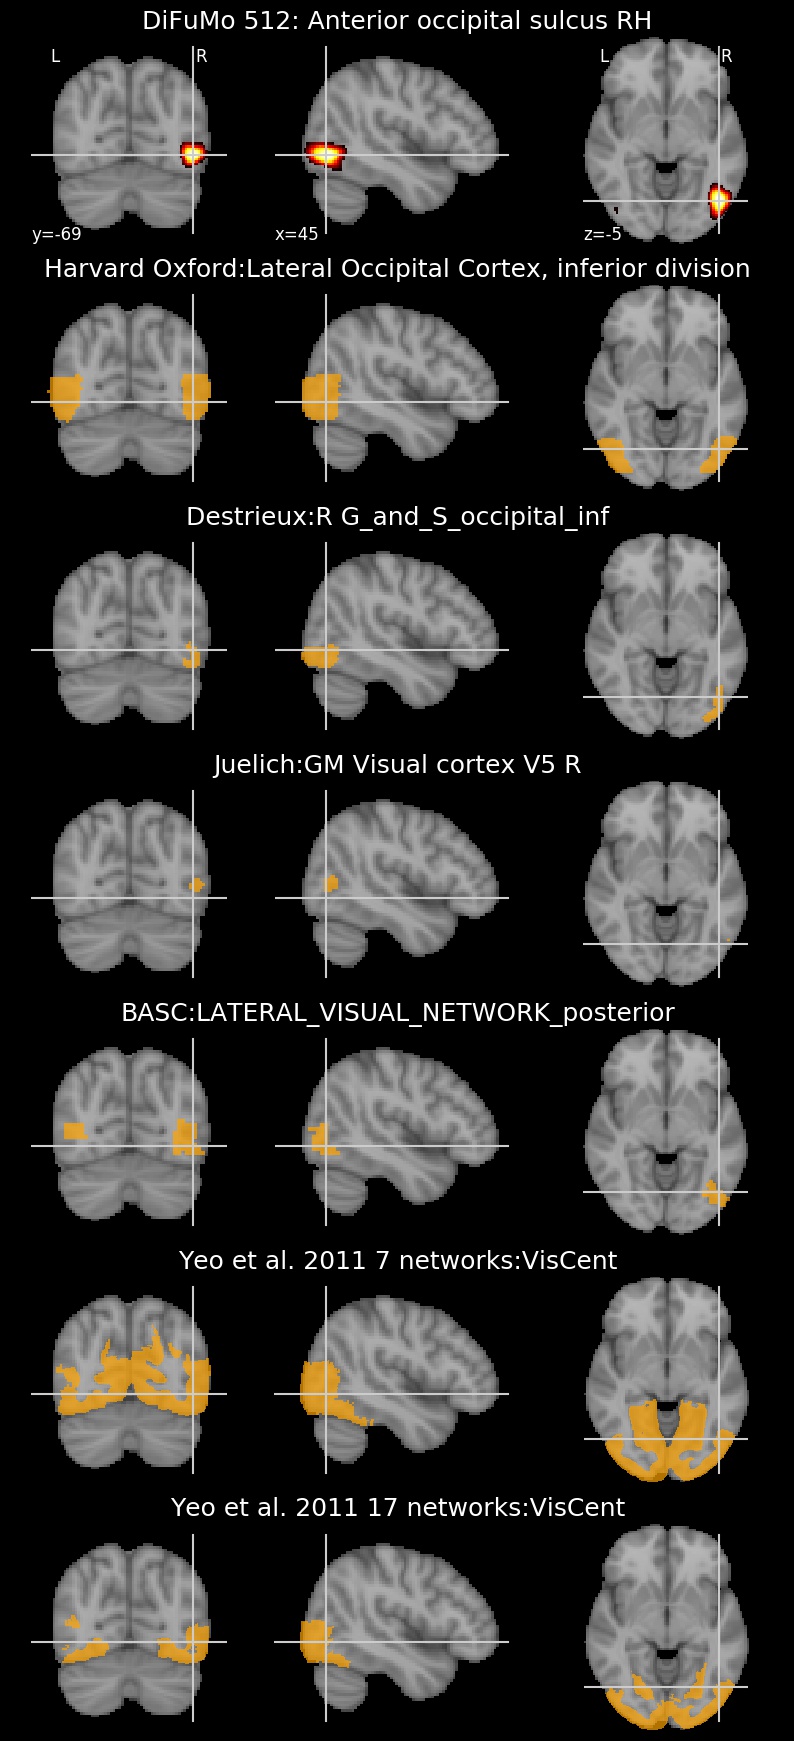 DiFuMo 512: Anterior occipital sulcus RH
L R L R
y=-69 x=45 z=-5
Harvard Oxford:Lateral Occipital Cortex, inferior division
Destrieux:R G_and_S_occipital_inf
Juelich:GM Visual cortex V5 R
BASC:LATERAL_VISUAL_NETWORK_posterior
Yeo et al. 2011 7 networks:VisCent
Yeo et al. 2011 17 networks:VisCent